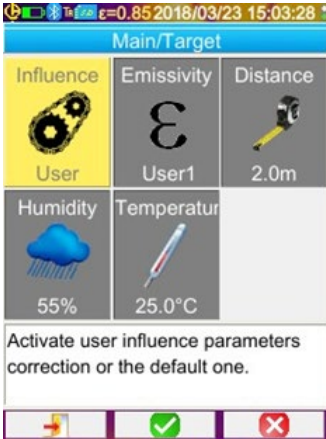 ε=0.85 2018/03/23 15:03:28
Main/Target
Influence Emissivity Distance
ε
User User1 2.0m
Humidity Temperatur
55% 25.0°C
Activate user influence parameters
correction or the default one.